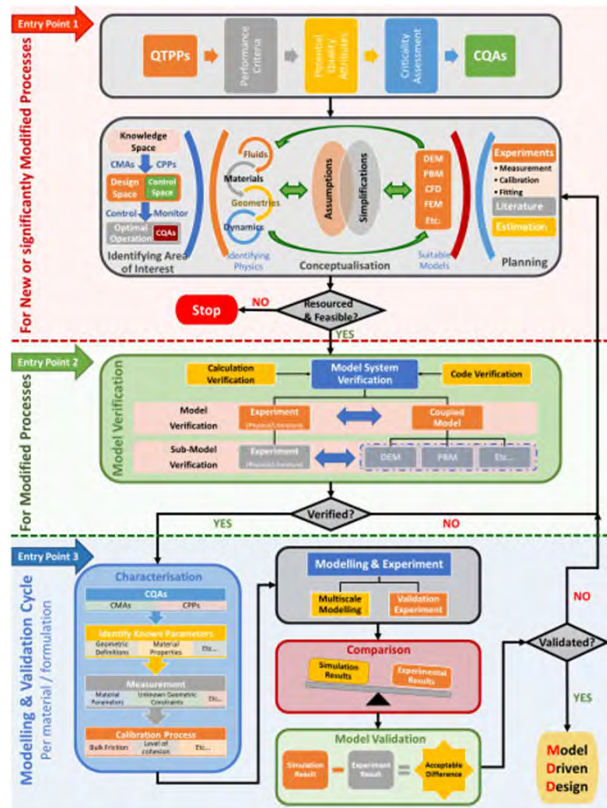 Entry Point 1
For New or significantly Modified Processes
QTPPs
Performance
Criteria
Potential
Quality
Attributes
Criticality
Assessment
CQAs
Knowledge
Space
CMAs CPPs
Design
Space
Control
Space
Control Monitor
Optimal
Operation
CQAs
Identifying Area
of Interest
Fluids
Materials
Geometries
Dynamics
Identifying
Physics
Assumptions
Simplifications
Conceptualisation
DEM
PBM
CFD
FEM
Etc.
Suitable
Models
Experiments
• Measurement
• Calibration
• Fitting
Literature
Estimation
Planning
Resourced
& Feasible?
NO
Stop
YES
Entry Point 2
For Modified Processes
Model Verification
Calculation
Verification
Model System
Verification
Code Verification
Model
Verification
Experiment
(Physical/Literature)
Coupled
Model
Sub-Model
Verification
Experiment
(Physical/Literature)
DEM
PBM
Etc...
Verified?
YES
NO
Entry Point 3
Modelling & Validation Cycle
Per material / formulation
Characterisation
CQAs
CMAs CPPs
Identify Known Parameters
Geometric
Definitions
Material
Properties
Etc...
Measurement
Material
Parameters
Unknown Geometric
Constraints
Etc...
Calibration Process
Bulk Friction
Level of
cohesion
Etc...
Modelling & Experiment
Multiscale
Modelling
Validation
Experiment
Comparison
Simulation
Results
Experimental
Results
Model Validation
Simulation
Result
Experiment
Result
Acceptable
Difference
Validated?
NO
YES
Model
Driven
Design